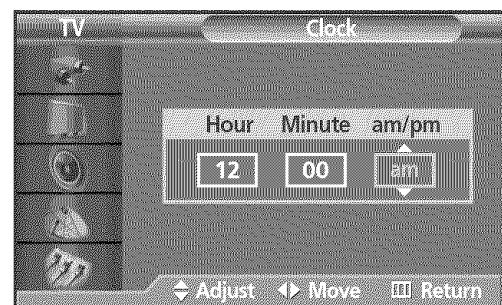 TV Clock
Hour Minute am/pm
12 00 am
Adjust Move Return